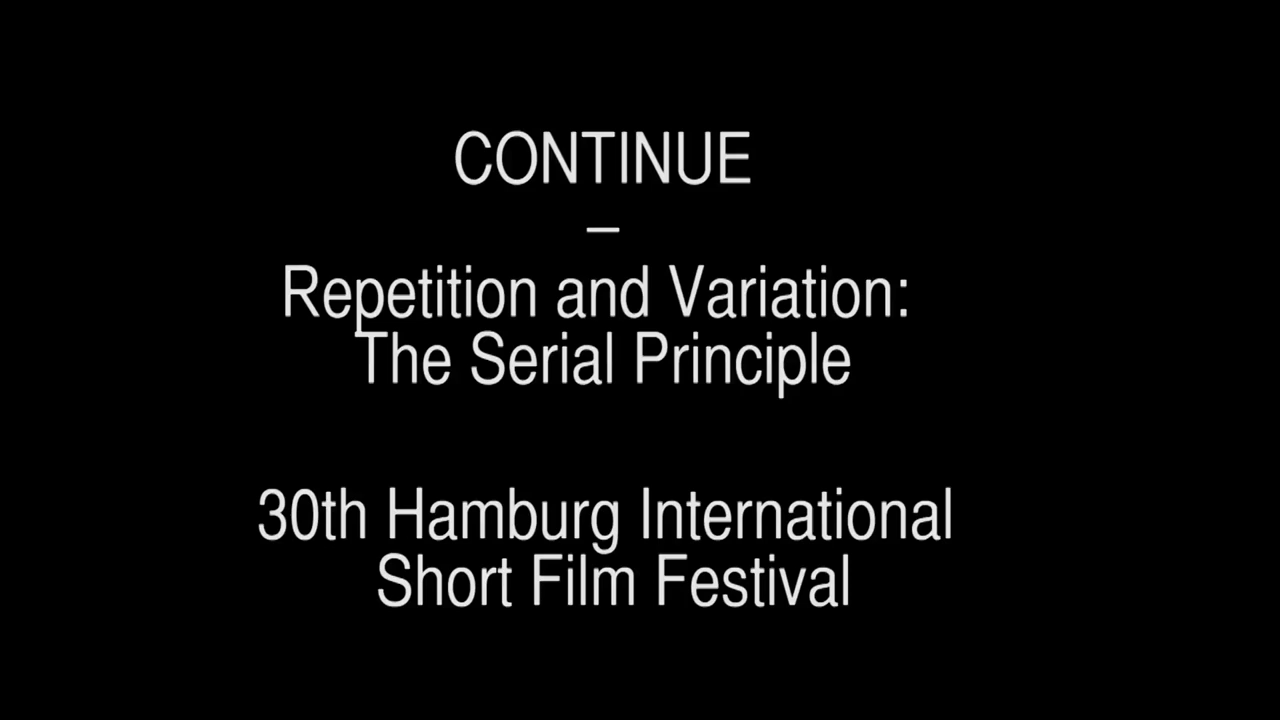 CONTINUE
–
Repetition and Variation:
The Serial Principle
30th Hamburg International
Short Film Festival